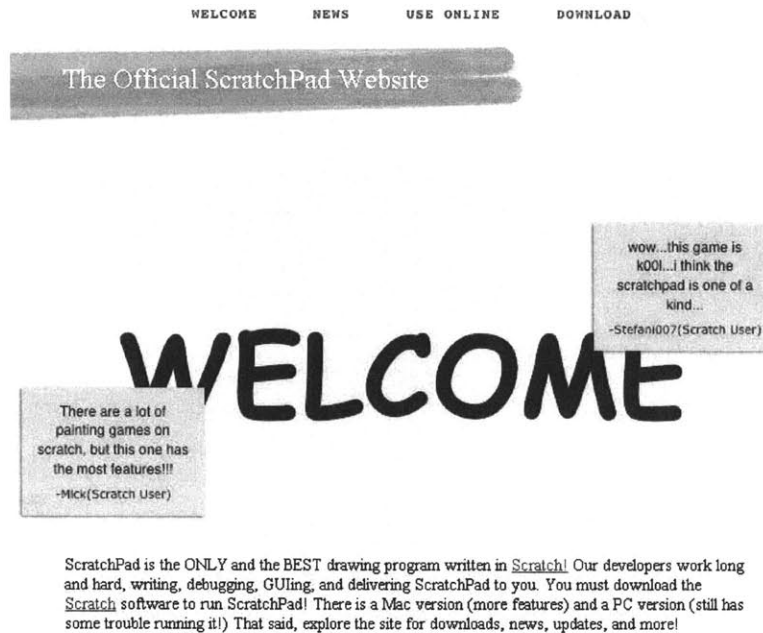 WELCOME NEWS USE ONLINE DOWNLOAD
The Official ScratchPad Website
wow...this game is
k00l...i think the
scratchpad is one of a
kind...
-Stefani007(Scratch User)
WELCOME
There are a lot of
painting games on
scratch, but this one has
the most features!!!
-Mick(Scratch User)
ScratchPad is the ONLY and the BEST drawing program written in Scratch! Our developers work long
and hard, writing, debugging, GUIing, and delivering ScratchPad to you. You must download the
Scratch software to run ScratchPad! There is a Mac version (more features) and a PC version (still has
some trouble running it!) That said, explore the site for downloads, news, updates, and more!